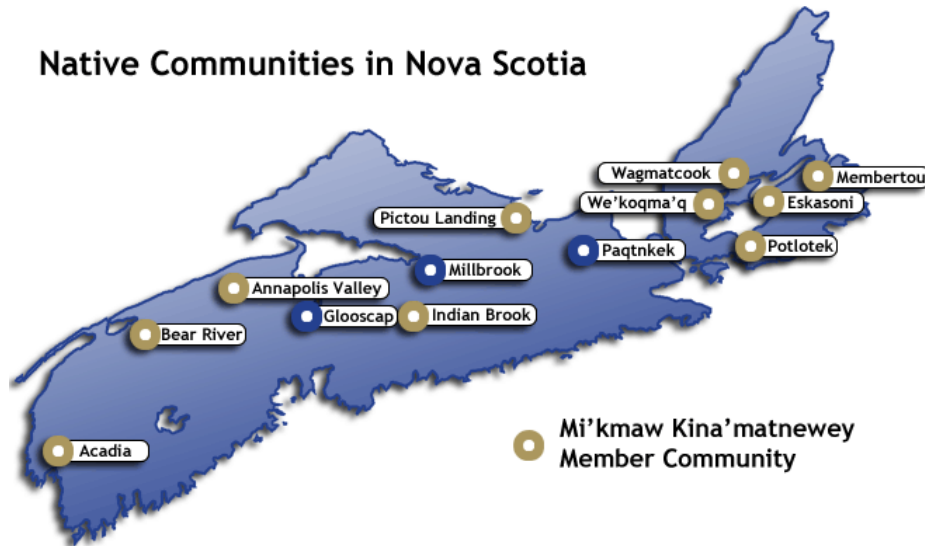 Native Communities in Nova Scotia
Wagmatcook
Membertou
We'koqma'q
Eskasoni
Pictou Landing
Paqtnkek
Potlotek
Millbrook
Annapolis Valley
Glooscap
Indian Brook
Bear River
Acadia
Mi'kmaw Kina'matnewey
Member Community